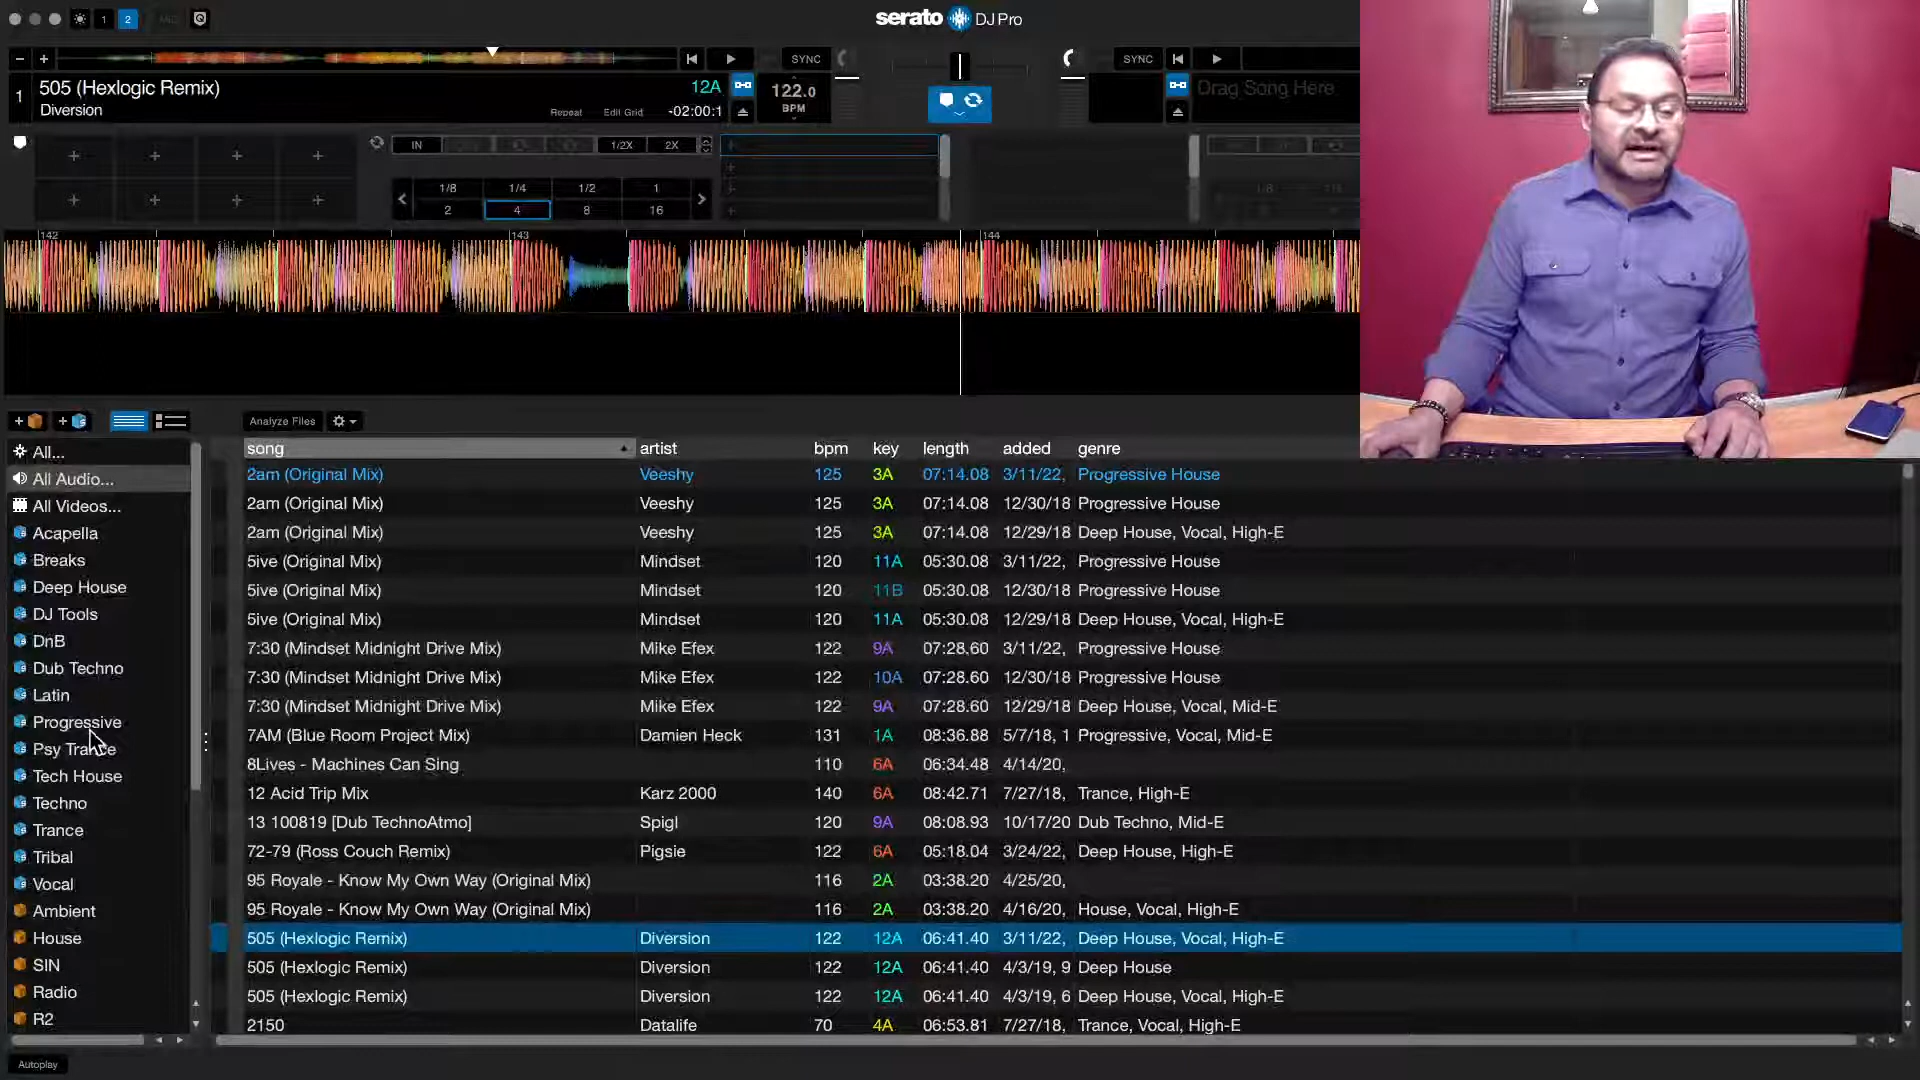 1 2 MIDI
serato DJ Pro
SYNC SYNC
1 505 (Hexlogic Remix) 12A 122.0 BPM
Diversion Repeat Edit Grid -02:00:1
Drag Song Here
IN 1/2X 2X
1/8 1/4 1/2 1
2 4 8 16
142 143 144
Analyze Files
song artist bpm key length added genre
All...
All Audio...
All Videos...
Acapella
Breaks
Deep House
DJ Tools
DnB
Dub Techno
Latin
Progressive
Psy Trance
Tech House
Techno
Trance
Tribal
Vocal
Ambient
House
SIN
Radio
R2
2am (Original Mix) Veeshy 125 3A 07:14.08 3/11/22, Progressive House
2am (Original Mix) Veeshy 125 3A 07:14.08 12/30/18 Progressive House
2am (Original Mix) Veeshy 125 3A 07:14.08 12/29/18 Deep House, Vocal, High-E
5ive (Original Mix) Mindset 120 11A 05:30.08 3/11/22, Progressive House
5ive (Original Mix) Mindset 120 11B 05:30.08 12/30/18 Progressive House
5ive (Original Mix) Mindset 120 11A 05:30.08 12/29/18 Deep House, Vocal, High-E
7:30 (Mindset Midnight Drive Mix) Mike Efex 122 9A 07:28.60 3/11/22, Progressive House
7:30 (Mindset Midnight Drive Mix) Mike Efex 122 10A 07:28.60 12/30/18 Progressive House
7:30 (Mindset Midnight Drive Mix) Mike Efex 122 9A 07:28.60 12/29/18 Deep House, Vocal, Mid-E
7AM (Blue Room Project Mix) Damien Heck 131 1A 08:36.88 5/7/18, 1 Progressive, Vocal, Mid-E
8Lives - Machines Can Sing 110 6A 06:34.48 4/14/20,
12 Acid Trip Mix Karz 2000 140 6A 08:42.71 7/27/18, Trance, High-E
13 100819 [Dub TechnoAtmo] Spigl 120 9A 08:08.93 10/17/20 Dub Techno, Mid-E
72-79 (Ross Couch Remix) Pigsie 122 6A 05:18.04 3/24/22, Deep House, High-E
95 Royale - Know My Own Way (Original Mix) 116 2A 03:38.20 4/25/20,
95 Royale - Know My Own Way (Original Mix) 116 2A 03:38.20 4/16/20, House, Vocal, High-E
505 (Hexlogic Remix) Diversion 122 12A 06:41.40 3/11/22, Deep House, Vocal, High-E
505 (Hexlogic Remix) Diversion 122 12A 06:41.40 4/3/19, 9 Deep House
505 (Hexlogic Remix) Diversion 122 12A 06:41.40 4/3/19, 6 Deep House, Vocal, High-E
2150 Datalife 70 4A 06:53.81 7/27/18, Trance, Vocal, High-E
Autoplay